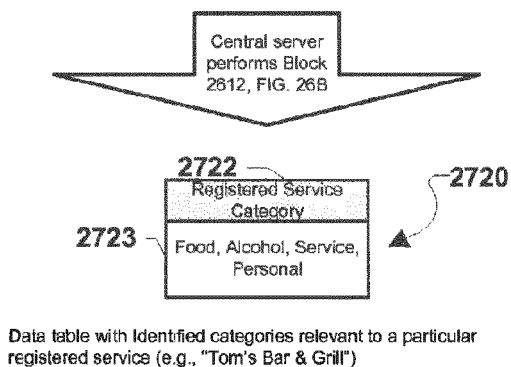 Central server
performs Block
2612, FIG. 26B
2722
2720
Registered Service
Category
2723
Food, Alcohol, Service,
Personal
Data table with Identified categories relevant to a particular
registered service (e.g., "Tom's Bar & Grill")